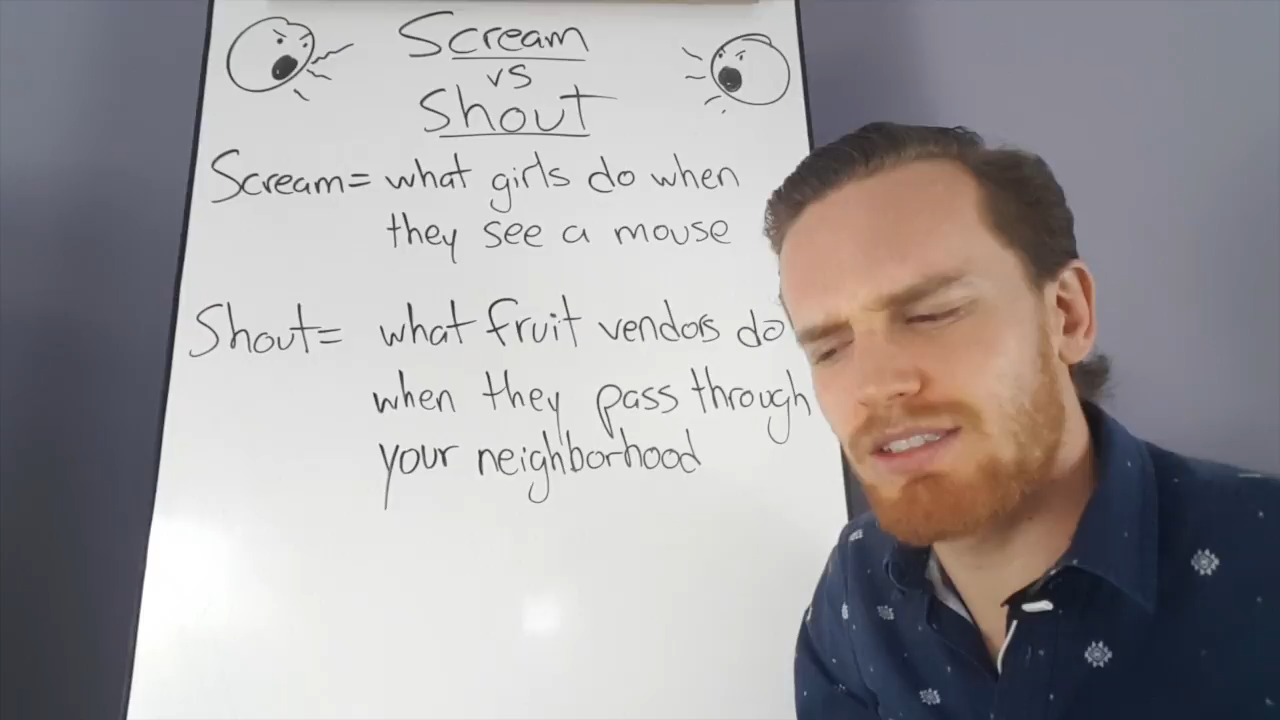 Scream
vs
Shout
Scream = what girls do when
they see a mouse
Shout = what fruit vendors do
when they pass through
your neighborhood